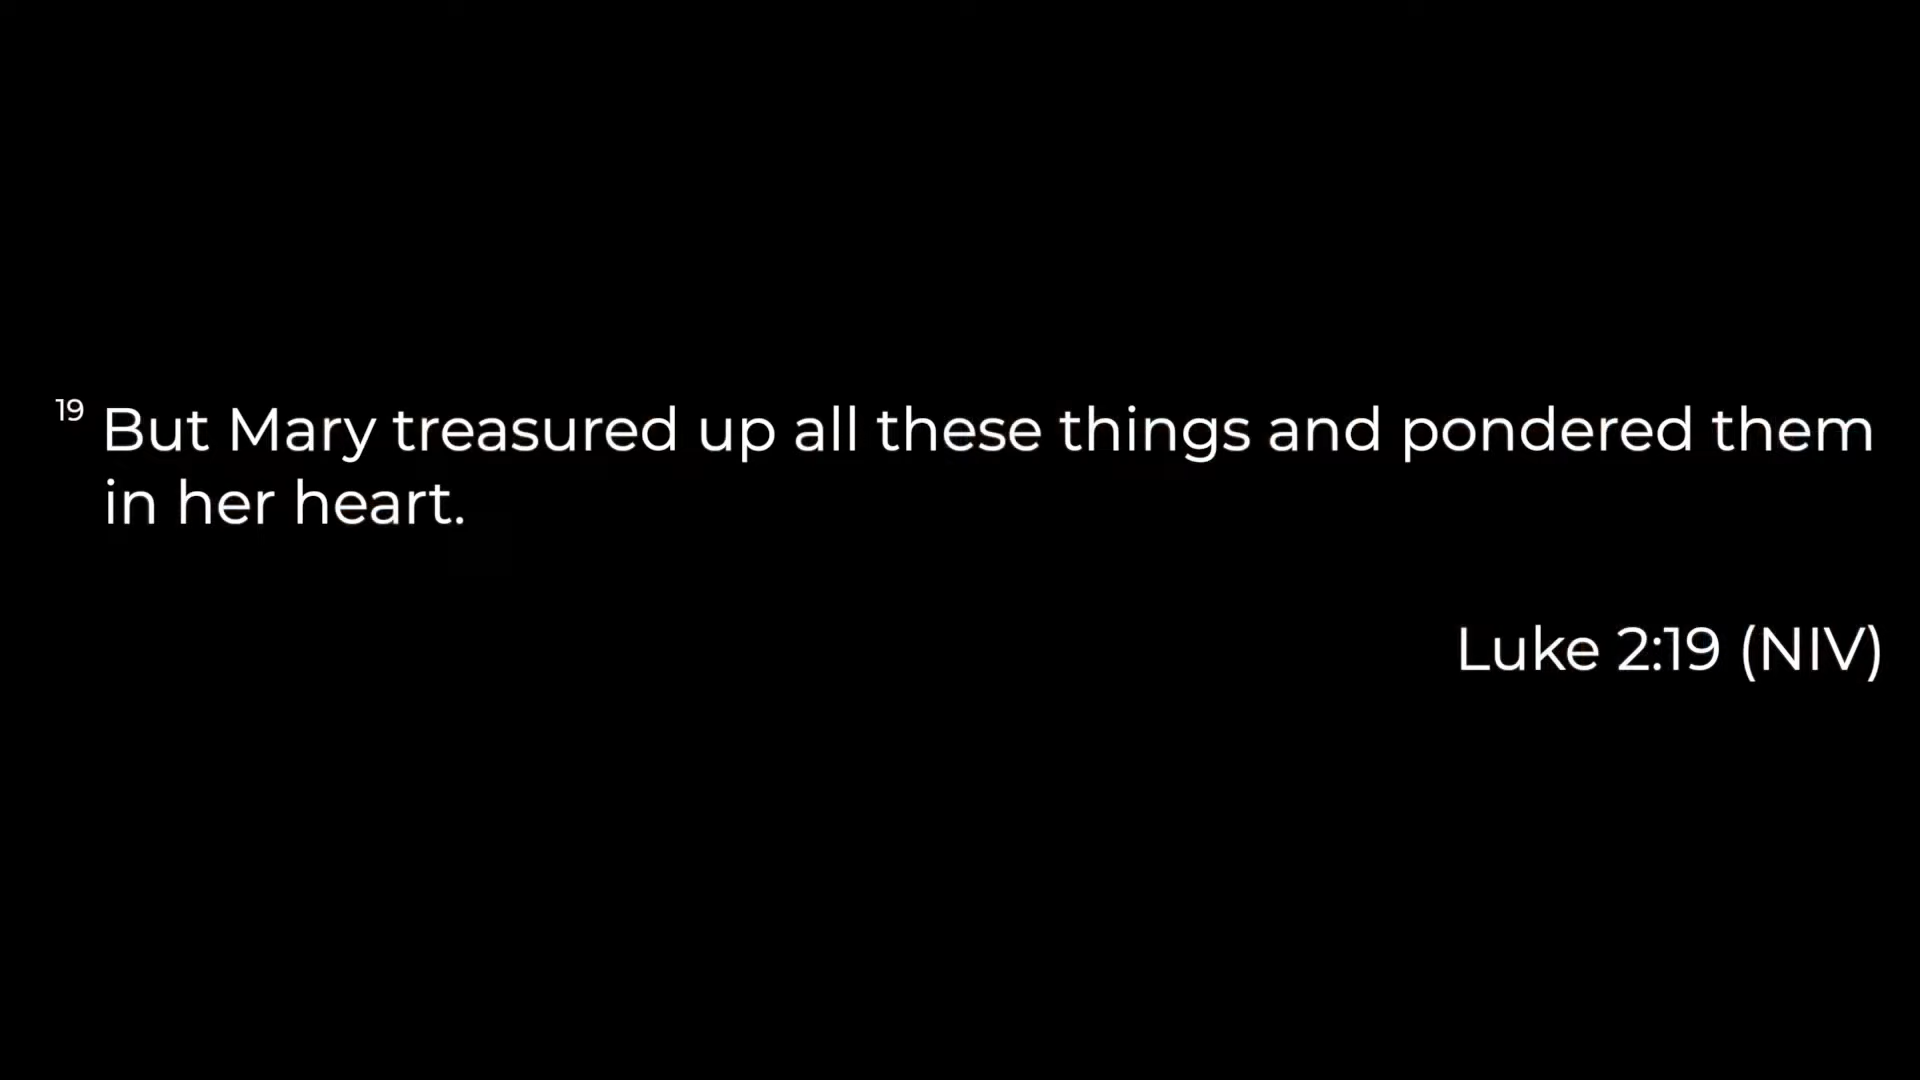 19 But Mary treasured up all these things and pondered them
in her heart.
Luke 2:19 (NIV)